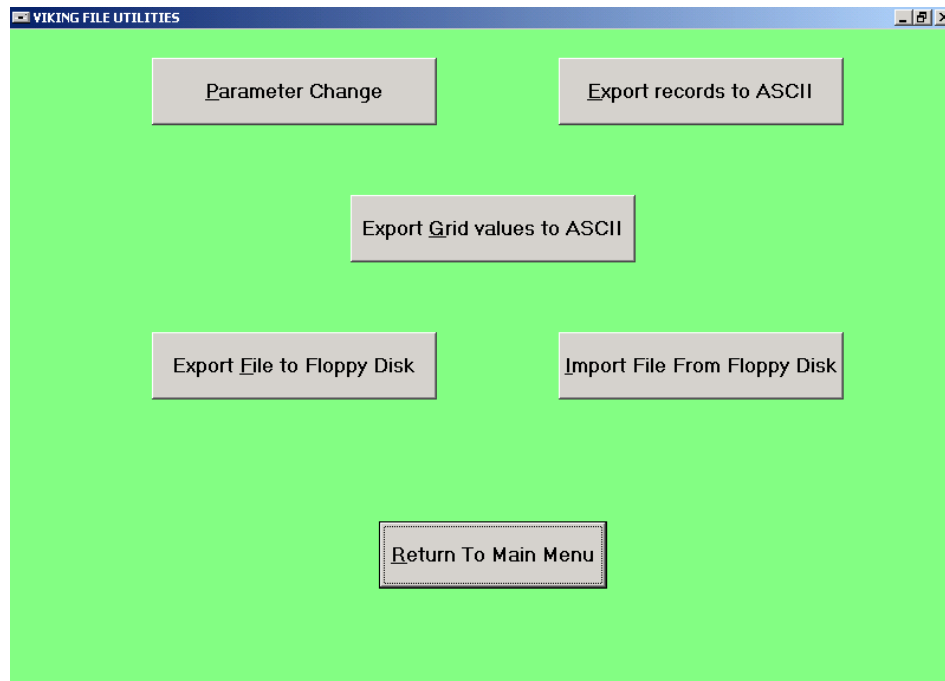 VIKING FILE UTILITIES
Parameter Change
Export records to ASCII
Export Grid values to ASCII
Export File to Floppy Disk
Import File From Floppy Disk
Return To Main Menu